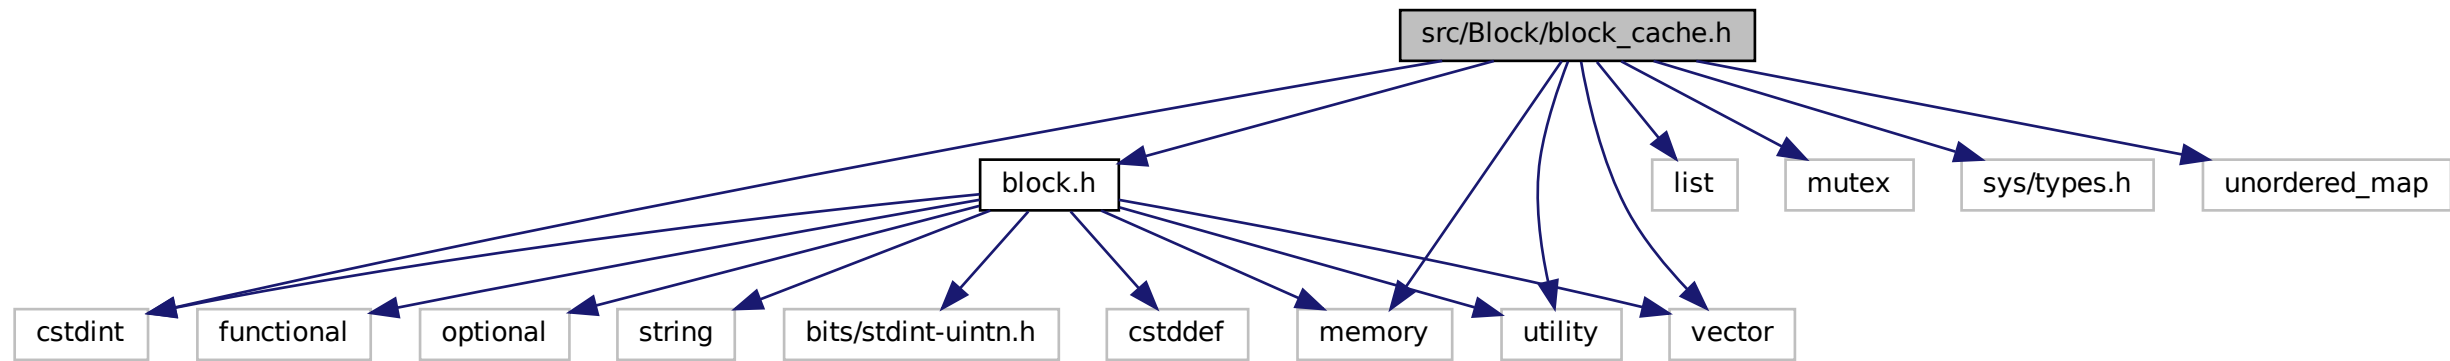 src/Block/block_cache.h
block.h
list
mutex
sys/types.h
unordered_map
cstdint
functional
optional
string
bits/stdint-uintn.h
cstddef
memory
utility
vector